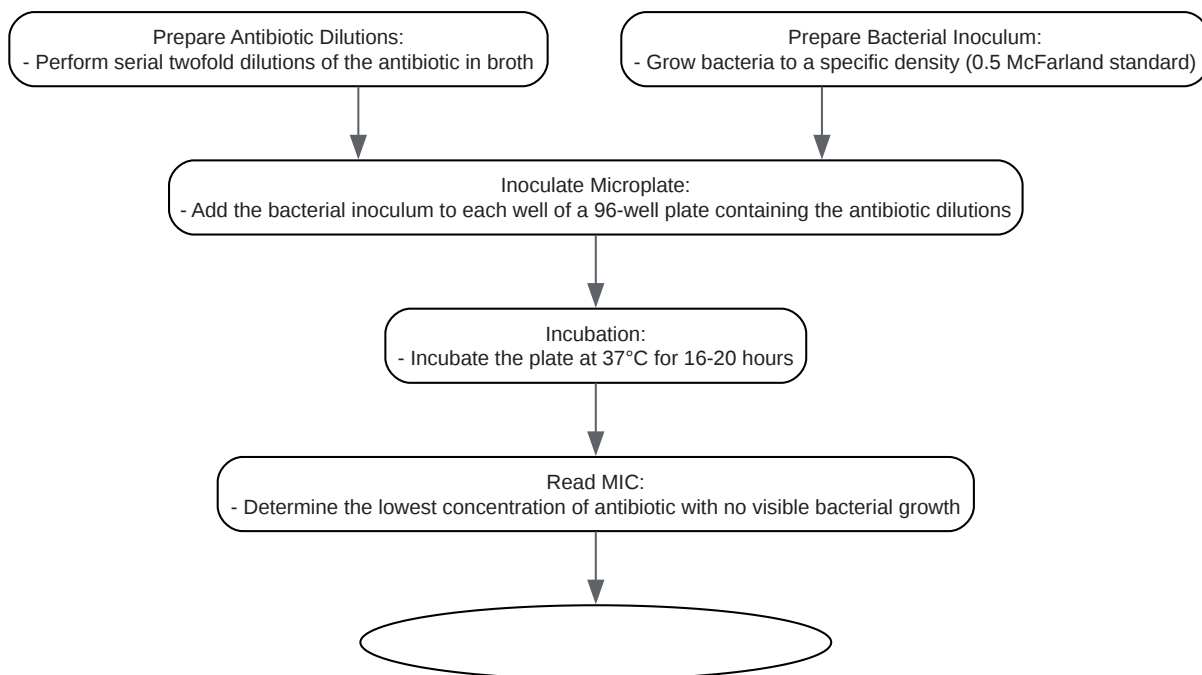 Prepare Antibiotic Dilutions:
- Perform serial twofold dilutions of the antibiotic in broth
Prepare Bacterial Inoculum:
- Grow bacteria to a specific density (0.5 McFarland standard)
Inoculate Microplate:
- Add the bacterial inoculum to each well of a 96-well plate containing the antibiotic dilutions
Incubation:
- Incubate the plate at 37°C for 16-20 hours
Read MIC:
- Determine the lowest concentration of antibiotic with no visible bacterial growth